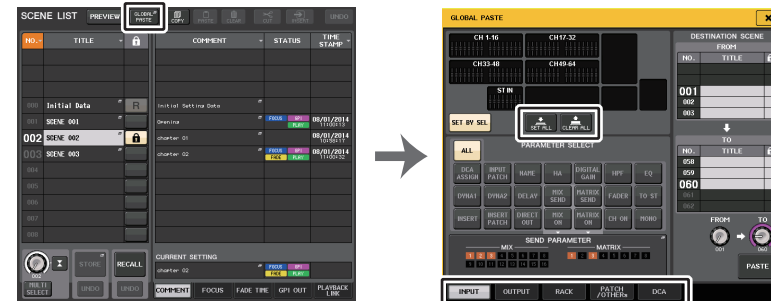 SCENE LIST PREVIEW GLOBAL PASTE COPY PASTE CLEAR CUT INSERT UNDO
NO. TITLE COMMENT STATUS TIME STAMP
000 Initial Data R Initial Setting Data
001 SCENE 001 Opening FOCUS GPI PLAY 08/01/2014
002 SCENE 002 chapter 01 08/01/2014
003 SCENE 003 chapter 02 FOCUS GPI FADE PLAY 08/01/2014
004
005
006
007
008
002
MULTI SELECT
STORE
UNDO
RECALL
UNDO
CURRENT SETTING
chapter 02 FOCUS GPI FADE PLAY
COMMENT FOCUS FADE TIME GPI OUT PLAYBACK LINK
GLOBAL PASTE
CH 1-16 CH17-32
CH33-48 CH49-64
ST IN
SET BY SEL SET ALL CLEAR ALL
ALL PARAMETER SELECT
DCA ASSIGN INPUT PATCH NAME HA DIGITAL GAIN HPF EQ
DYNA1 DYNA2 DELAY MIX SEND MATRIX SEND FADER TO ST
INSERT INSERT PATCH DIRECT OUT MIX ON MATRIX ON CH ON MONO
SEND PARAMETER
MIX MATRIX
INPUT OUTPUT RACK PATCH /OTHERs DCA
DESTINATION SCENE
FROM
NO. TITLE
001
002
003
TO
NO. TITLE
058
059
060
061
062
FROM TO
001 060
PASTE